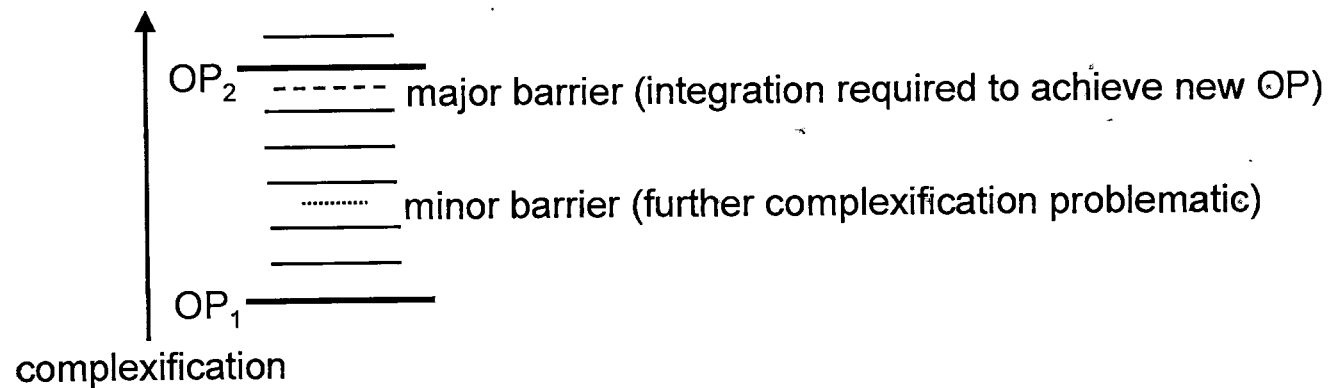 OP₂
major barrier (integration required to achieve new OP)
minor barrier (further complexification problematic)
OP₁
complexification